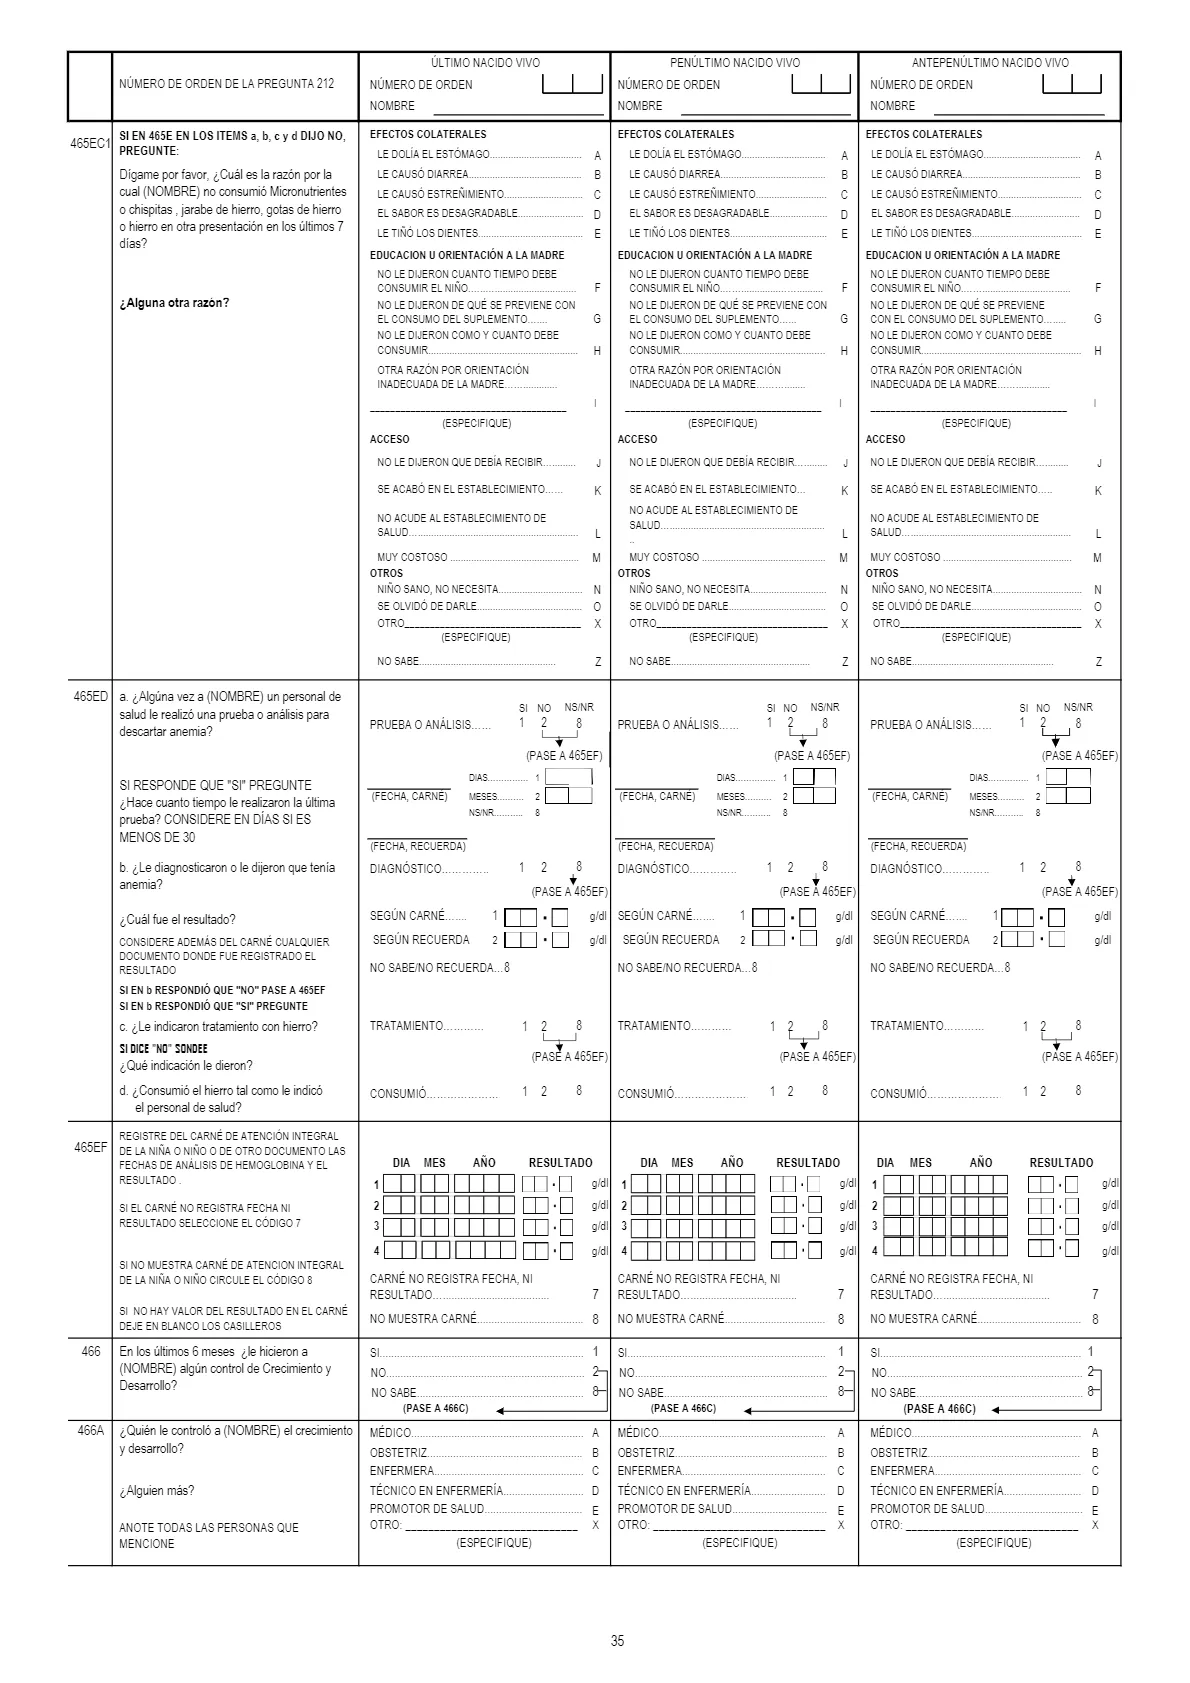 NÚMERO DE ORDEN DE LA PREGUNTA 212
ÚLTIMO NACIDO VIVO
NÚMERO DE ORDEN
NOMBRE
PENÚLTIMO NACIDO VIVO
NÚMERO DE ORDEN
NOMBRE
ANTEPENÚLTIMO NACIDO VIVO
NÚMERO DE ORDEN
NOMBRE
465EC1
SI EN 465E EN LOS ITEMS a, b, c y d DIJO NO,
PREGUNTE:
Dígame por favor, ¿Cuál es la razón por la
cual (NOMBRE) no consumió Micronutrientes
o chispitas , jarabe de hierro, gotas de hierro
o hierro en otra presentación en los últimos 7
días?
¿Alguna otra razón?
EFECTOS COLATERALES
LE DOLÍA EL ESTÓMAGO.................................. A
LE CAUSÓ DIARREA.......................................... B
LE CAUSÓ ESTREÑIMIENTO............................. C
EL SABOR ES DESAGRADABLE........................ D
LE TIÑÓ LOS DIENTES....................................... E
EDUCACION U ORIENTACIÓN A LA MADRE
NO LE DIJERON CUANTO TIEMPO DEBE
CONSUMIR EL NIÑO........................................ F
NO LE DIJERON DE QUÉ SE PREVIENE CON
EL CONSUMO DEL SUPLEMENTO....... G
NO LE DIJERON COMO Y CUANTO DEBE
CONSUMIR........................................................ H
OTRA RAZÓN POR ORIENTACIÓN
INADECUADA DE LA MADRE...................
______________________________________ I
(ESPECIFIQUE)
ACCESO
NO LE DIJERON QUE DEBÍA RECIBIR............ J
SE ACABÓ EN EL ESTABLECIMIENTO...... K
NO ACUDE AL ESTABLECIMIENTO DE
SALUD............................................................... L
MUY COSTOSO ................................................ M
OTROS
NIÑO SANO, NO NECESITA............................... N
SE OLVIDÓ DE DARLE....................................... O
OTRO__________________________________ X
(ESPECIFIQUE)
NO SABE................................................... Z
EFECTOS COLATERALES
LE DOLÍA EL ESTÓMAGO................................ A
LE CAUSÓ DIARREA........................................ B
LE CAUSÓ ESTREÑIMIENTO........................... C
EL SABOR ES DESAGRADABLE...................... D
LE TIÑÓ LOS DIENTES..................................... E
EDUCACION U ORIENTACIÓN A LA MADRE
NO LE DIJERON CUANTO TIEMPO DEBE
CONSUMIR EL NIÑO...................................... F
NO LE DIJERON DE QUÉ SE PREVIENE CON
EL CONSUMO DEL SUPLEMENTO...... G
NO LE DIJERON COMO Y CUANTO DEBE
CONSUMIR...................................................... H
OTRA RAZÓN POR ORIENTACIÓN
INADECUADA DE LA MADRE.................
______________________________________ I
(ESPECIFIQUE)
ACCESO
NO LE DIJERON QUE DEBÍA RECIBIR............ J
SE ACABÓ EN EL ESTABLECIMIENTO... K
NO ACUDE AL ESTABLECIMIENTO DE
SALUD.............................................................
.. L
MUY COSTOSO .............................................. M
OTROS
NIÑO SANO, NO NECESITA............................ N
SE OLVIDÓ DE DARLE.................................... O
OTRO_________________________________ X
(ESPECIFIQUE)
NO SABE.................................................... Z
EFECTOS COLATERALES
LE DOLÍA EL ESTÓMAGO.................................... A
LE CAUSÓ DIARREA............................................ B
LE CAUSÓ ESTREÑIMIENTO............................... C
EL SABOR ES DESAGRADABLE.......................... D
LE TIÑÓ LOS DIENTES......................................... E
EDUCACION U ORIENTACIÓN A LA MADRE
NO LE DIJERON CUANTO TIEMPO DEBE
CONSUMIR EL NIÑO......................................... F
NO LE DIJERON DE QUÉ SE PREVIENE
CON EL CONSUMO DEL SUPLEMENTO........ G
NO LE DIJERON COMO Y CUANTO DEBE
CONSUMIR............................................................ H
OTRA RAZÓN POR ORIENTACIÓN
INADECUADA DE LA MADRE...................
______________________________________ I
(ESPECIFIQUE)
ACCESO
NO LE DIJERON QUE DEBÍA RECIBIR............ J
SE ACABÓ EN EL ESTABLECIMIENTO..... K
NO ACUDE AL ESTABLECIMIENTO DE
SALUD............................................................... L
MUY COSTOSO ................................................ M
OTROS
NIÑO SANO, NO NECESITA................................. N
SE OLVIDÓ DE DARLE......................................... O
OTRO___________________________________ X
(ESPECIFIQUE)
NO SABE..................................................... Z
465ED
a. ¿Algúna vez a (NOMBRE) un personal de
salud le realizó una prueba o análisis para
descartar anemia?
SI RESPONDE QUE "SI" PREGUNTE
¿Hace cuanto tiempo le realizaron la última
prueba? CONSIDERE EN DÍAS SI ES
MENOS DE 30
b. ¿Le diagnosticaron o le dijeron que tenía
anemia?
¿Cuál fue el resultado?
CONSIDERE ADEMÁS DEL CARNÉ CUALQUIER
DOCUMENTO DONDE FUE REGISTRADO EL
RESULTADO
SI EN b RESPONDIÓ QUE "NO" PASE A 465EF
SI EN b RESPONDIÓ QUE "SI" PREGUNTE
c. ¿Le indicaron tratamiento con hierro?
SI DICE "NO" SONDEE
¿Qué indicación le dieron?
d. ¿Consumió el hierro tal como le indicó
el personal de salud?
SI NO NS/NR
PRUEBA O ANÁLISIS...... 1 2 8
(PASE A 465EF)
DIAS............... 1
(FECHA, CARNÉ) MESES.......... 2
NS/NR........... 8
(FECHA, RECUERDA)
DIAGNÓSTICO.............. 1 2 8
(PASE A 465EF)
SEGÚN CARNÉ....... 1 . g/dl
SEGÚN RECUERDA 2 . g/dl
NO SABE/NO RECUERDA...8
TRATAMIENTO............ 1 2 8
(PASE A 465EF)
CONSUMIÓ..................... 1 2 8
SI NO NS/NR
PRUEBA O ANÁLISIS...... 1 2 8
(PASE A 465EF)
DIAS............... 1
(FECHA, CARNÉ) MESES.......... 2
NS/NR........... 8
(FECHA, RECUERDA)
DIAGNÓSTICO.............. 1 2 8
(PASE A 465EF)
SEGÚN CARNÉ....... 1 . g/dl
SEGÚN RECUERDA 2 . g/dl
NO SABE/NO RECUERDA...8
TRATAMIENTO............ 1 2 8
(PASE A 465EF)
CONSUMIÓ..................... 1 2 8
SI NO NS/NR
PRUEBA O ANÁLISIS...... 1 2 8
(PASE A 465EF)
DIAS............... 1
(FECHA, CARNÉ) MESES.......... 2
NS/NR........... 8
(FECHA, RECUERDA)
DIAGNÓSTICO.............. 1 2 8
(PASE A 465EF)
SEGÚN CARNÉ....... 1 . g/dl
SEGÚN RECUERDA 2 . g/dl
NO SABE/NO RECUERDA...8
TRATAMIENTO............ 1 2 8
(PASE A 465EF)
CONSUMIÓ..................... 1 2 8
465EF
REGISTRE DEL CARNÉ DE ATENCIÓN INTEGRAL
DE LA NIÑA O NIÑO O DE OTRO DOCUMENTO LAS
FECHAS DE ANÁLISIS DE HEMOGLOBINA Y EL
RESULTADO .
SI EL CARNÉ NO REGISTRA FECHA NI
RESULTADO SELECCIONE EL CÓDIGO 7
SI NO MUESTRA CARNÉ DE ATENCION INTEGRAL
DE LA NIÑA O NIÑO CIRCULE EL CÓDIGO 8
SI NO HAY VALOR DEL RESULTADO EN EL CARNÉ
DEJE EN BLANCO LOS CASILLEROS
DIA MES AÑO RESULTADO
1 . g/dl
2 . g/dl
3 . g/dl
4 . g/dl
CARNÉ NO REGISTRA FECHA, NI
RESULTADO...................................... 7
NO MUESTRA CARNÉ.................................. 8
DIA MES AÑO RESULTADO
1 . g/dl
2 . g/dl
3 . g/dl
4 . g/dl
CARNÉ NO REGISTRA FECHA, NI
RESULTADO...................................... 7
NO MUESTRA CARNÉ................................ 8
DIA MES AÑO RESULTADO
1 . g/dl
2 . g/dl
3 . g/dl
4 . g/dl
CARNÉ NO REGISTRA FECHA, NI
RESULTADO...................................... 7
NO MUESTRA CARNÉ.................................. 8
466
En los últimos 6 meses ¿le hicieron a
(NOMBRE) algún control de Crecimiento y
Desarrollo?
SI.................................................................. 1
NO................................................................ 2
NO SABE...................................................... 8
(PASE A 466C)
SI................................................................ 1
NO.............................................................. 2
NO SABE.................................................... 8
(PASE A 466C)
SI.................................................................. 1
NO................................................................ 2
NO SABE...................................................... 8
(PASE A 466C)
466A
¿Quién le controló a (NOMBRE) el crecimiento
y desarrollo?
¿Alguien más?
ANOTE TODAS LAS PERSONAS QUE
MENCIONE
MÉDICO........................................................ A
OBSTETRIZ................................................... B
ENFERMERA................................................ C
TÉCNICO EN ENFERMERÍA.......................... D
PROMOTOR DE SALUD................................ E
OTRO: ______________________________ X
(ESPECIFIQUE)
MÉDICO...................................................... A
OBSTETRIZ................................................. B
ENFERMERA.............................................. C
TÉCNICO EN ENFERMERÍA........................ D
PROMOTOR DE SALUD.............................. E
OTRO: ______________________________ X
(ESPECIFIQUE)
MÉDICO....................................................... A
OBSTETRIZ.................................................. B
ENFERMERA............................................... C
TÉCNICO EN ENFERMERÍA......................... D
PROMOTOR DE SALUD............................... E
OTRO: ______________________________ X
(ESPECIFIQUE)
35